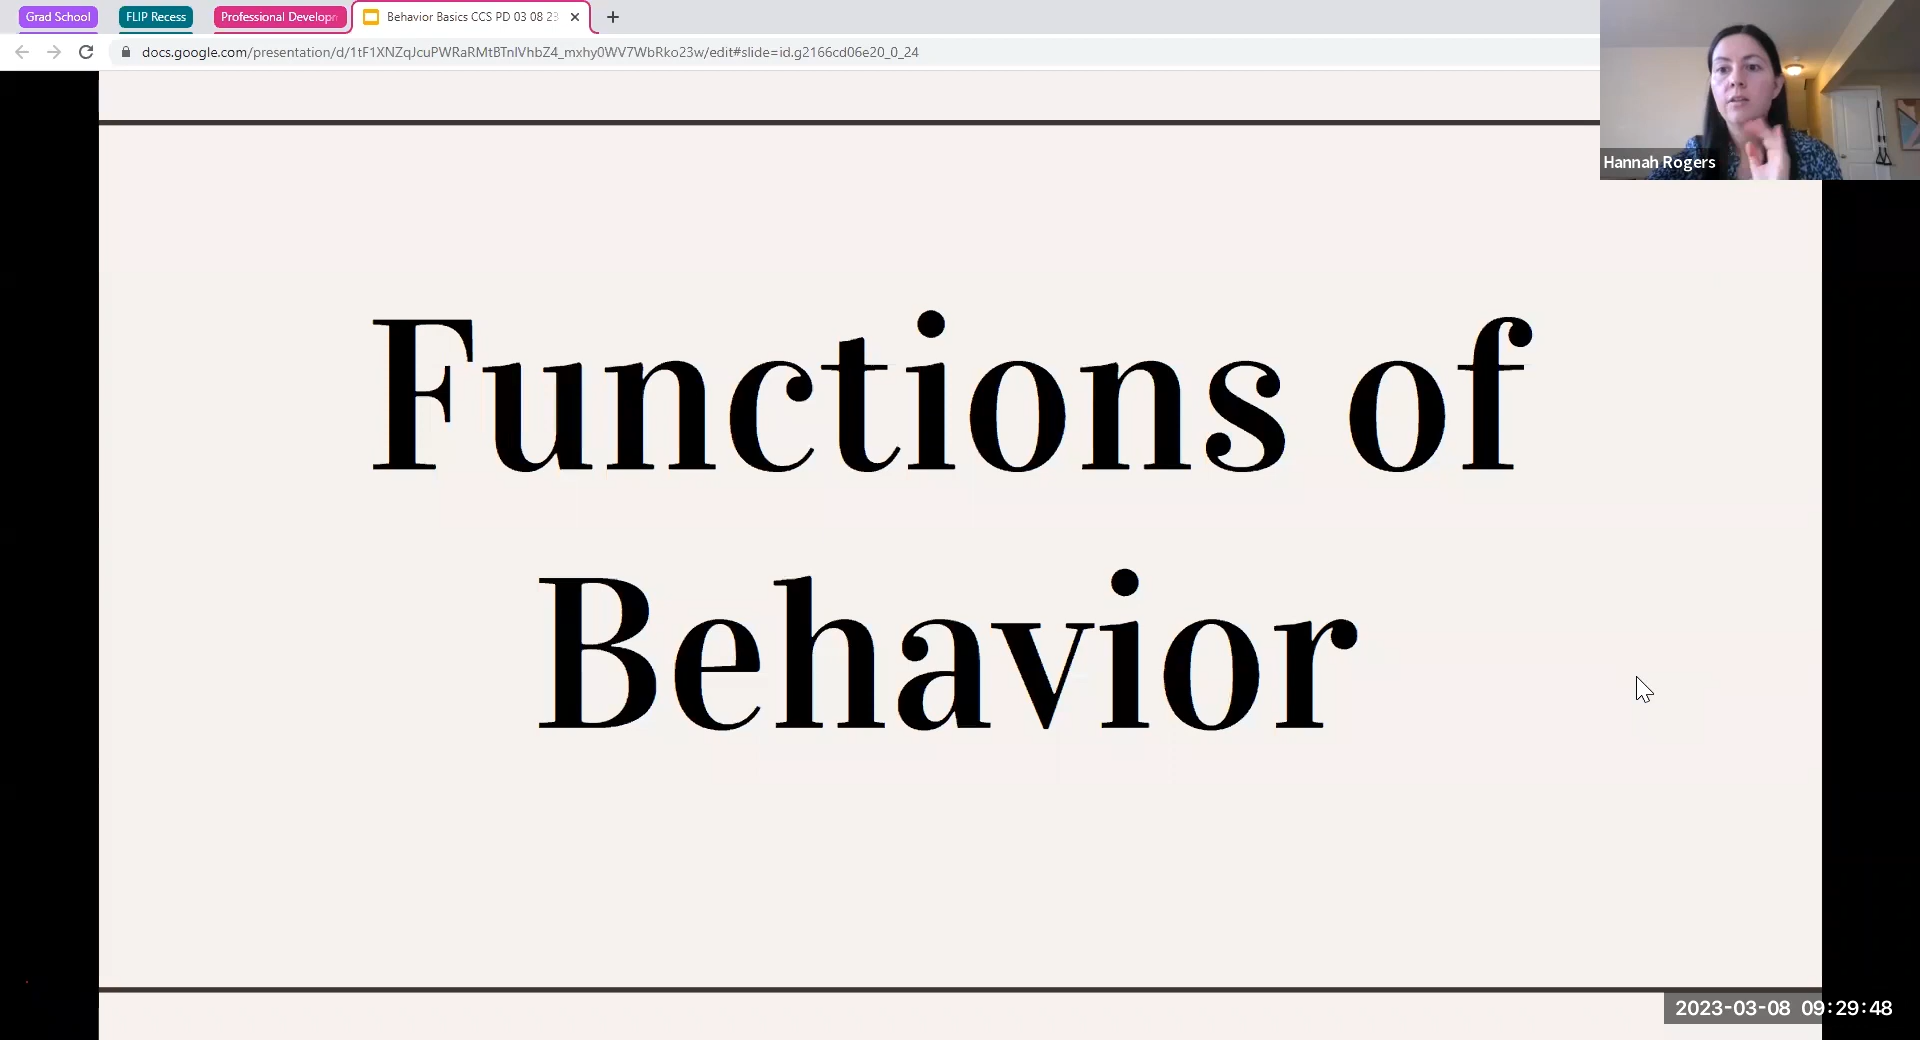 Grad School
FLIP Recess
Professional Developn
Behavior Basics CCS PD 03 08 23
docs.google.com/presentation/d/1tF1XNZqJcuPWRaRMtBTnlVhbZ4_mxhy0WV7WbRko23w/edit#slide=id.g2166cd06e20_0_24
Hannah Rogers
Functions of
Behavior
2023-03-08 09:29:48